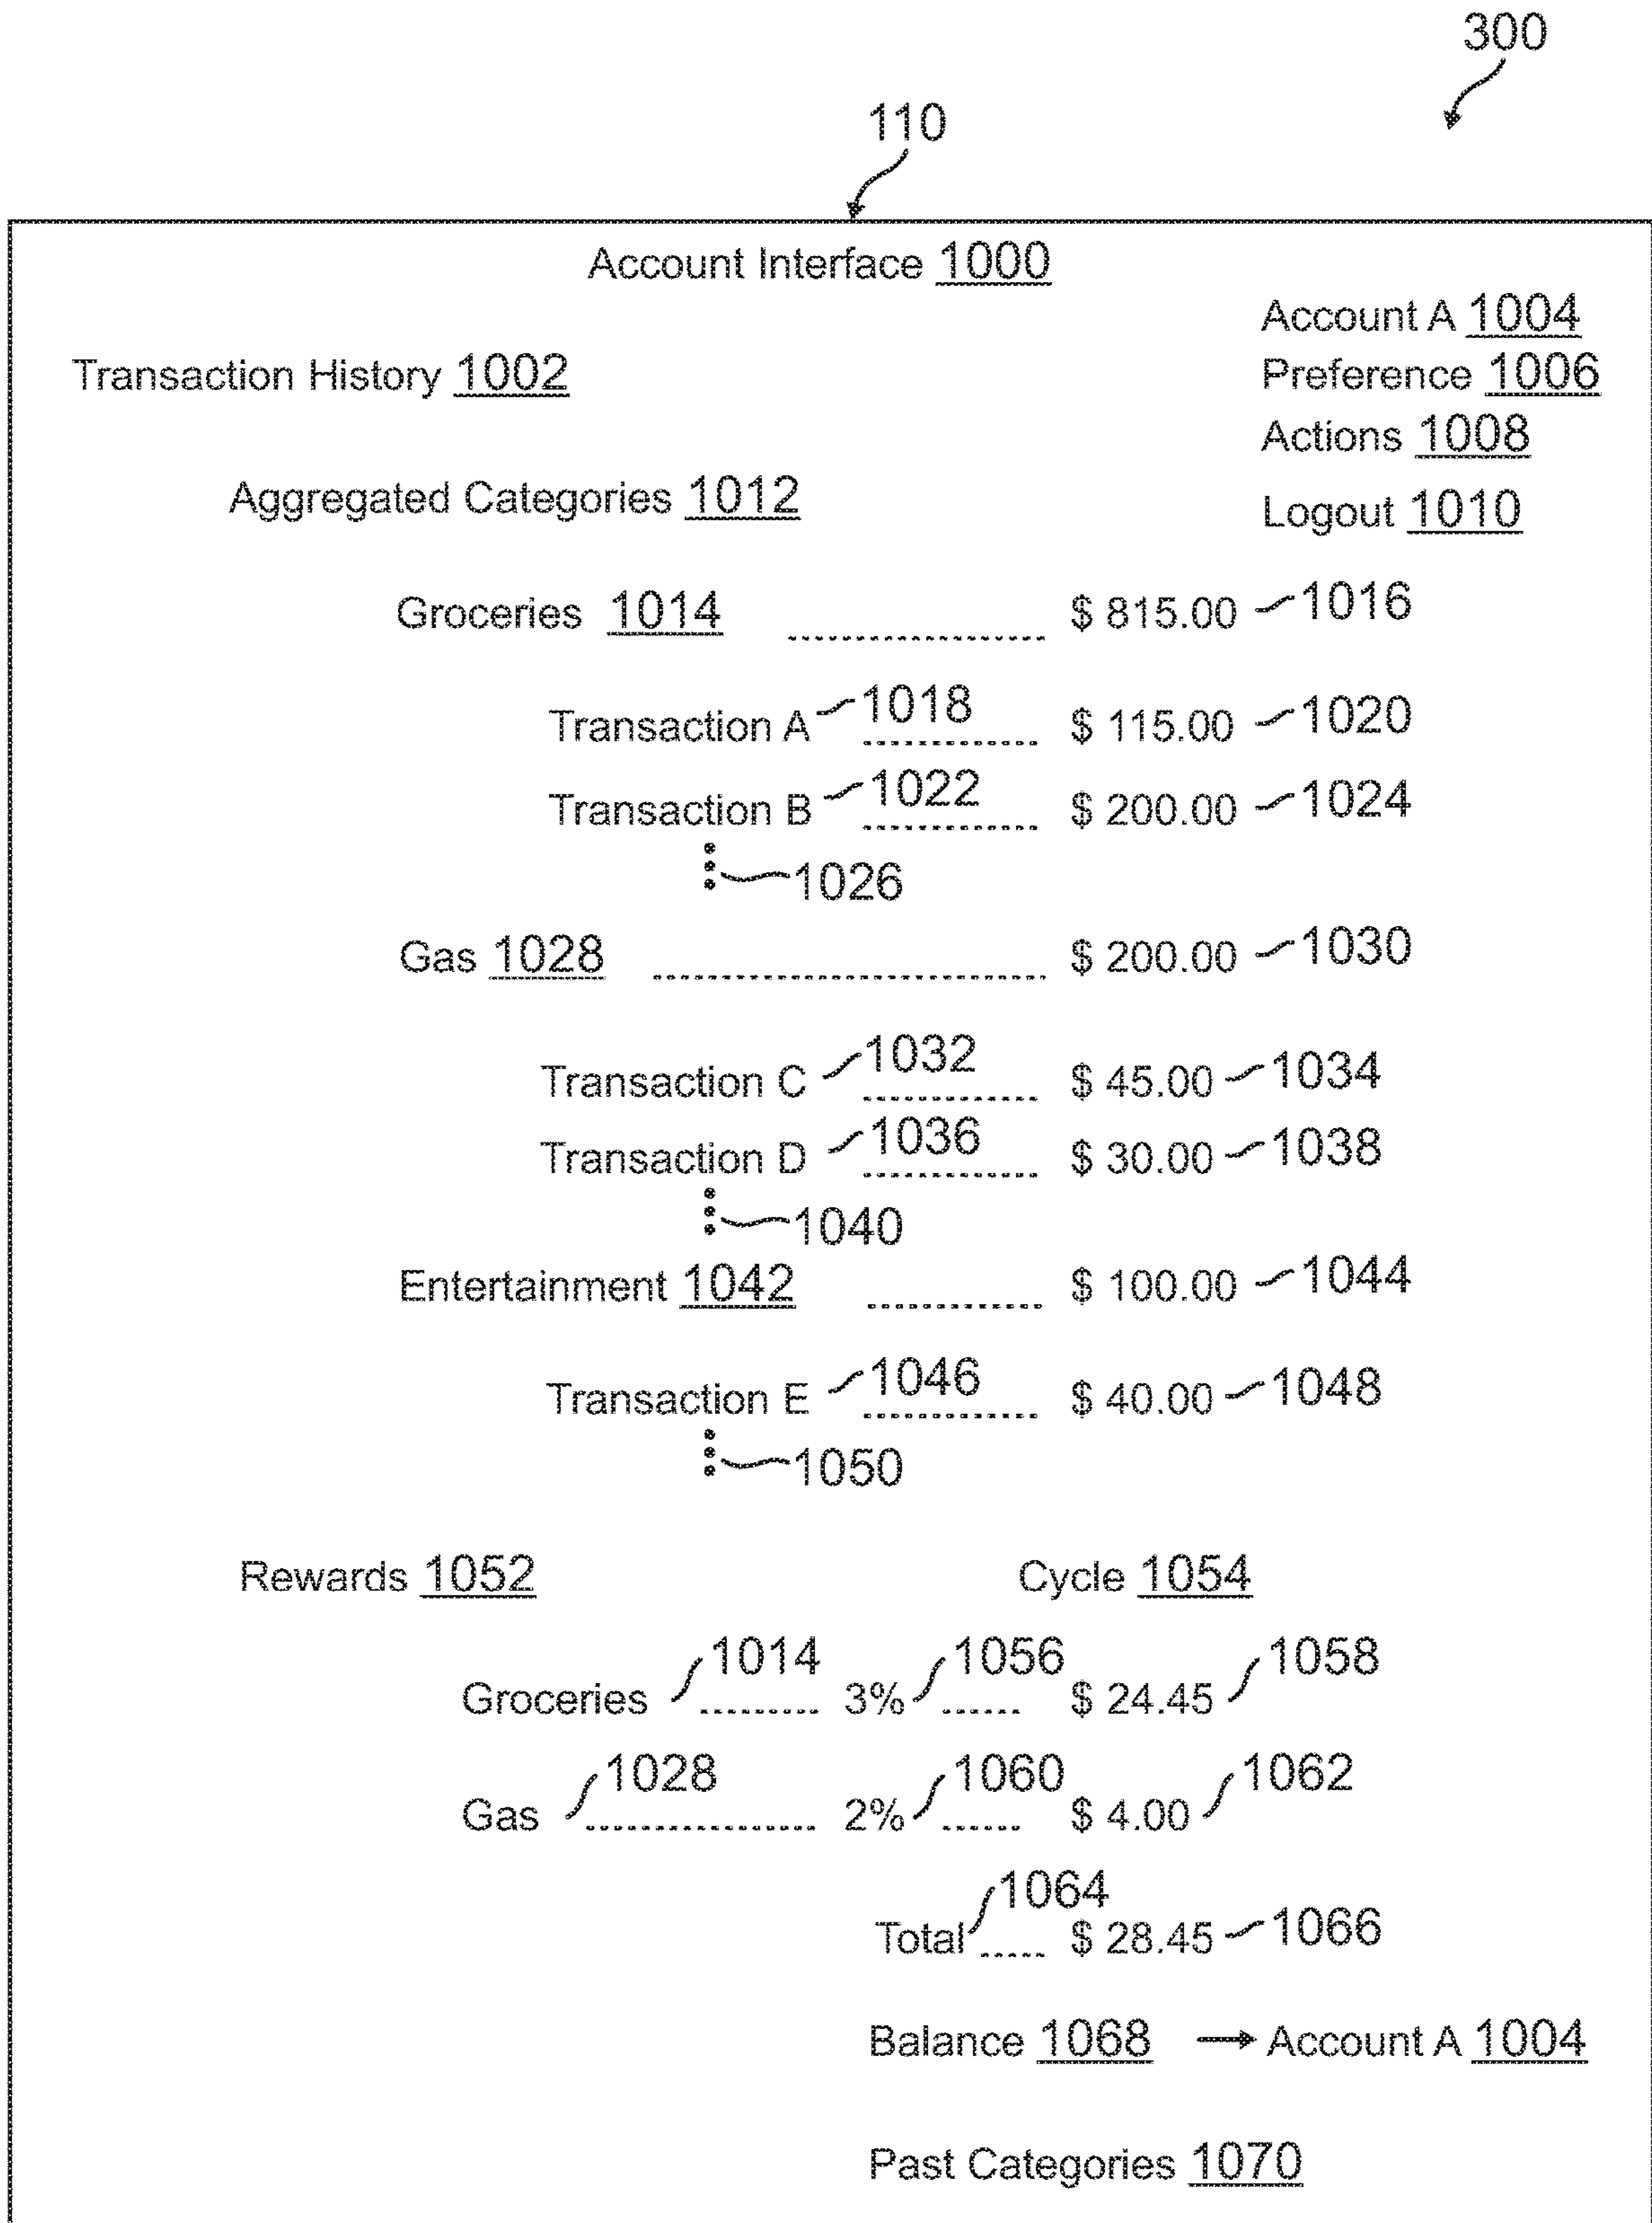 300
110
Account Interface 1000
Account A 1004
Transaction History 1002
Preference 1006
Actions 1008
Aggregated Categories 1012
Logout 1010
Groceries 1014 $ 815.00 1016
Transaction A 1018 $ 115.00 1020
Transaction B 1022 $ 200.00 1024
1026
Gas 1028 $ 200.00 1030
Transaction C 1032 $ 45.00 1034
Transaction D 1036 $ 30.00 1038
1040
Entertainment 1042 $ 100.00 1044
Transaction E 1046 $ 40.00 1048
1050
Rewards 1052 Cycle 1054
Groceries 1014 3% 1056 $ 24.45 1058
Gas 1028 2% 1060 $ 4.00 1062
Total 1064 $ 28.45 1066
Balance 1068 → Account A 1004
Past Categories 1070